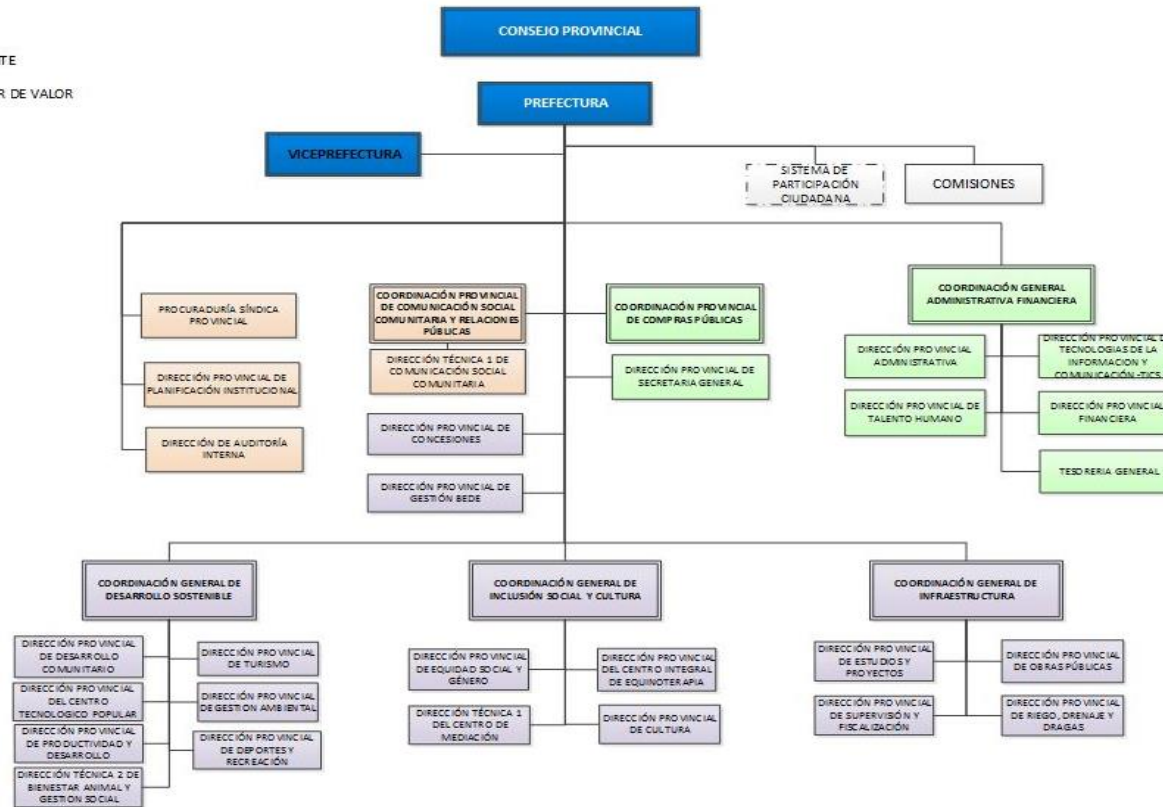 CONSEJO PROVINCIAL
TE
R DE VALOR
PREFECTURA
VICEPREFECTURA
SISTEMA DE
PARTICIPACIÓN
CIUDADANA
COMISIONES
PROCURADURÍA SÍNDICA
PROVINCIAL
DIRECCIÓN PROVINCIAL DE
PLANIFICACIÓN INSTITUCIONAL
DIRECCIÓN DE AUDITORÍA
INTERNA
COORDINACIÓN PROVINCIAL
DE COMUNICACIÓN SOCIAL
COMUNITARIA Y RELACIONES
PÚBLICAS
DIRECCIÓN TÉCNICA 1 DE
COMUNICACIÓN SOCIAL
COMUNITARIA
DIRECCIÓN PROVINCIAL DE
CONCESIONES
DIRECCIÓN PROVINCIAL DE
GESTIÓN BEDE
COORDINACIÓN PROVINCIAL
DE COMPRAS PÚBLICAS
DIRECCIÓN PROVINCIAL DE
SECRETARIA GENERAL
COORDINACIÓN GENERAL
ADMINISTRATIVA FINANCIERA
DIRECCIÓN PROVINCIAL
ADMINISTRATIVA
DIRECCIÓN PROVINCIAL D
TECNOLOGIAS DE LA
INFORMACION Y
COMUNICACIÓN -TICS
DIRECCIÓN PROVINCIAL DE
TALENTO HUMANO
DIRECCIÓN PROVINCIAL
FINANCIERA
TESORERIA GENERAL
COORDINACIÓN GENERAL DE
DESARROLLO SOSTENIBLE
DIRECCIÓN PROVINCIAL
DE DESARROLLO
COMUNITARIO
DIRECCIÓN PROVINCIAL
DE TURISMO
DIRECCIÓN PROVINCIAL
DEL CENTRO
TECNOLOGICO POPULAR
DIRECCIÓN PROVINCIAL
DE GESTION AMBIENTAL
DIRECCIÓN PROVINCIAL
DE PRODUCTIVIDAD Y
DESARROLLO
DIRECCIÓN PROVINCIAL
DE DEPORTES Y
RECREACIÓN
DIRECCIÓN TÉCNICA 2 DE
BIENESTAR ANIMAL Y
GESTION SOCIAL
COORDINACIÓN GENERAL DE
INCLUSIÓN SOCIAL Y CULTURA
DIRECCIÓN PROVINCIAL
DE EQUIDAD SOCIAL Y
GÉNERO
DIRECCIÓN PROVINCIAL
DEL CENTRO INTEGRAL
DE EQUINOTERAPIA
DIRECCIÓN TÉCNICA 1
DEL CENTRO DE
MEDIACIÓN
DIRECCIÓN PROVINCIAL
DE CULTURA
COORDINACIÓN GENERAL DE
INFRAESTRUCTURA
DIRECCIÓN PROVINCIAL
DE ESTUDIOS Y
PROYECTOS
DIRECCIÓN PROVINCIAL
DE OBRAS PÚBLICAS
DIRECCIÓN PROVINCIAL
DE SUPERVISIÓN Y
FISCALIZACIÓN
DIRECCIÓN PROVINCIAL
DE RIEGO, DRENAJE Y
DRAGAS